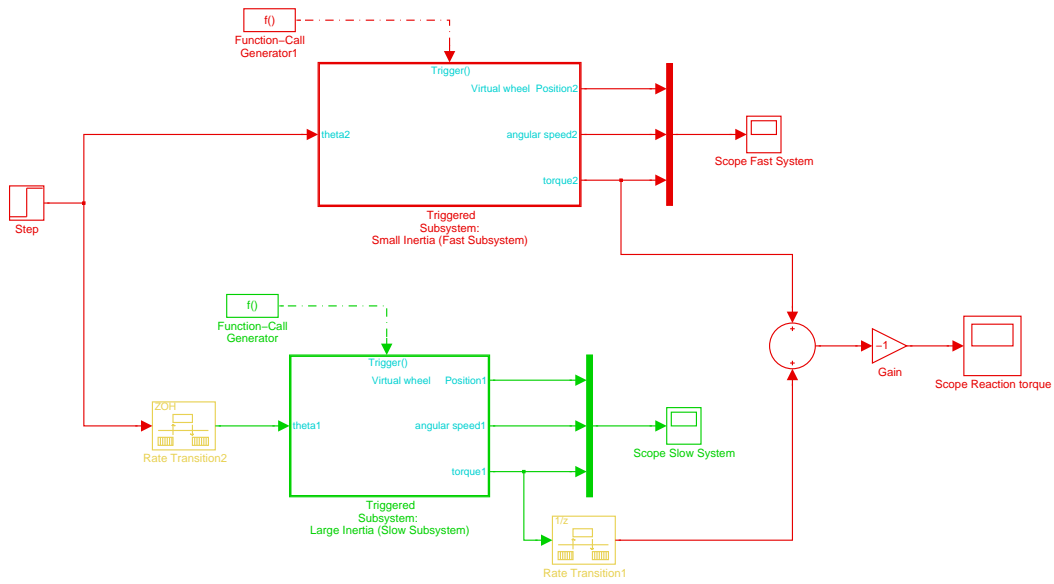 f()
Function−Call
Generator1
Trigger()
Virtual wheel  Position2
theta2
angular speed2
torque2
Scope Fast System
Triggered
Subsystem:
Small Inertia (Fast Subsystem)
Step
f()
Function−Call
Generator
Trigger()
Virtual wheel    Position1
ZOH
theta1
angular speed1
torque1
Rate Transition2
Scope Slow System
Triggered
Subsystem:
Large Inertia (Slow Subsystem)
1/z
Rate Transition1
+
+
−1
Gain
Scope Reaction torque